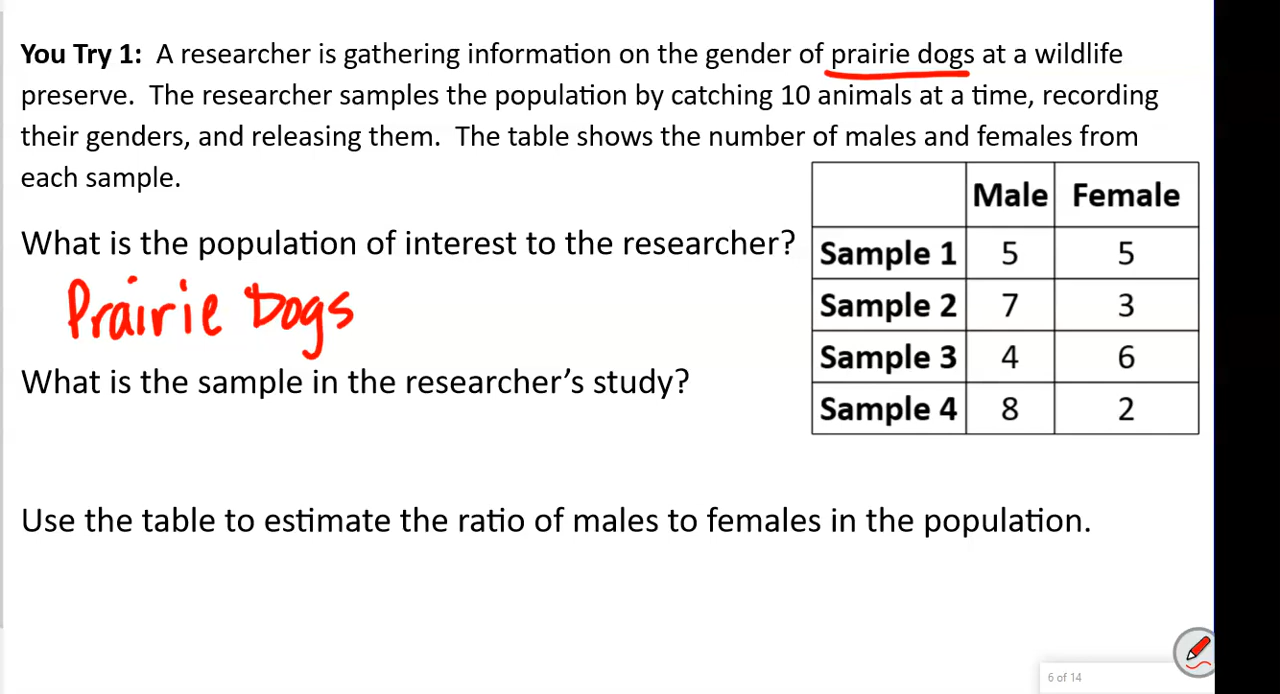 You Try 1: A researcher is gathering information on the gender of prairie dogs at a wildlife
preserve. The researcher samples the population by catching 10 animals at a time, recording
their genders, and releasing them. The table shows the number of males and females from
each sample.
What is the population of interest to the researcher?
Prairie Dogs
What is the sample in the researcher’s study?
Male Female
Sample 1 5 5
Sample 2 7 3
Sample 3 4 6
Sample 4 8 2
Use the table to estimate the ratio of males to females in the population.
6 of 14